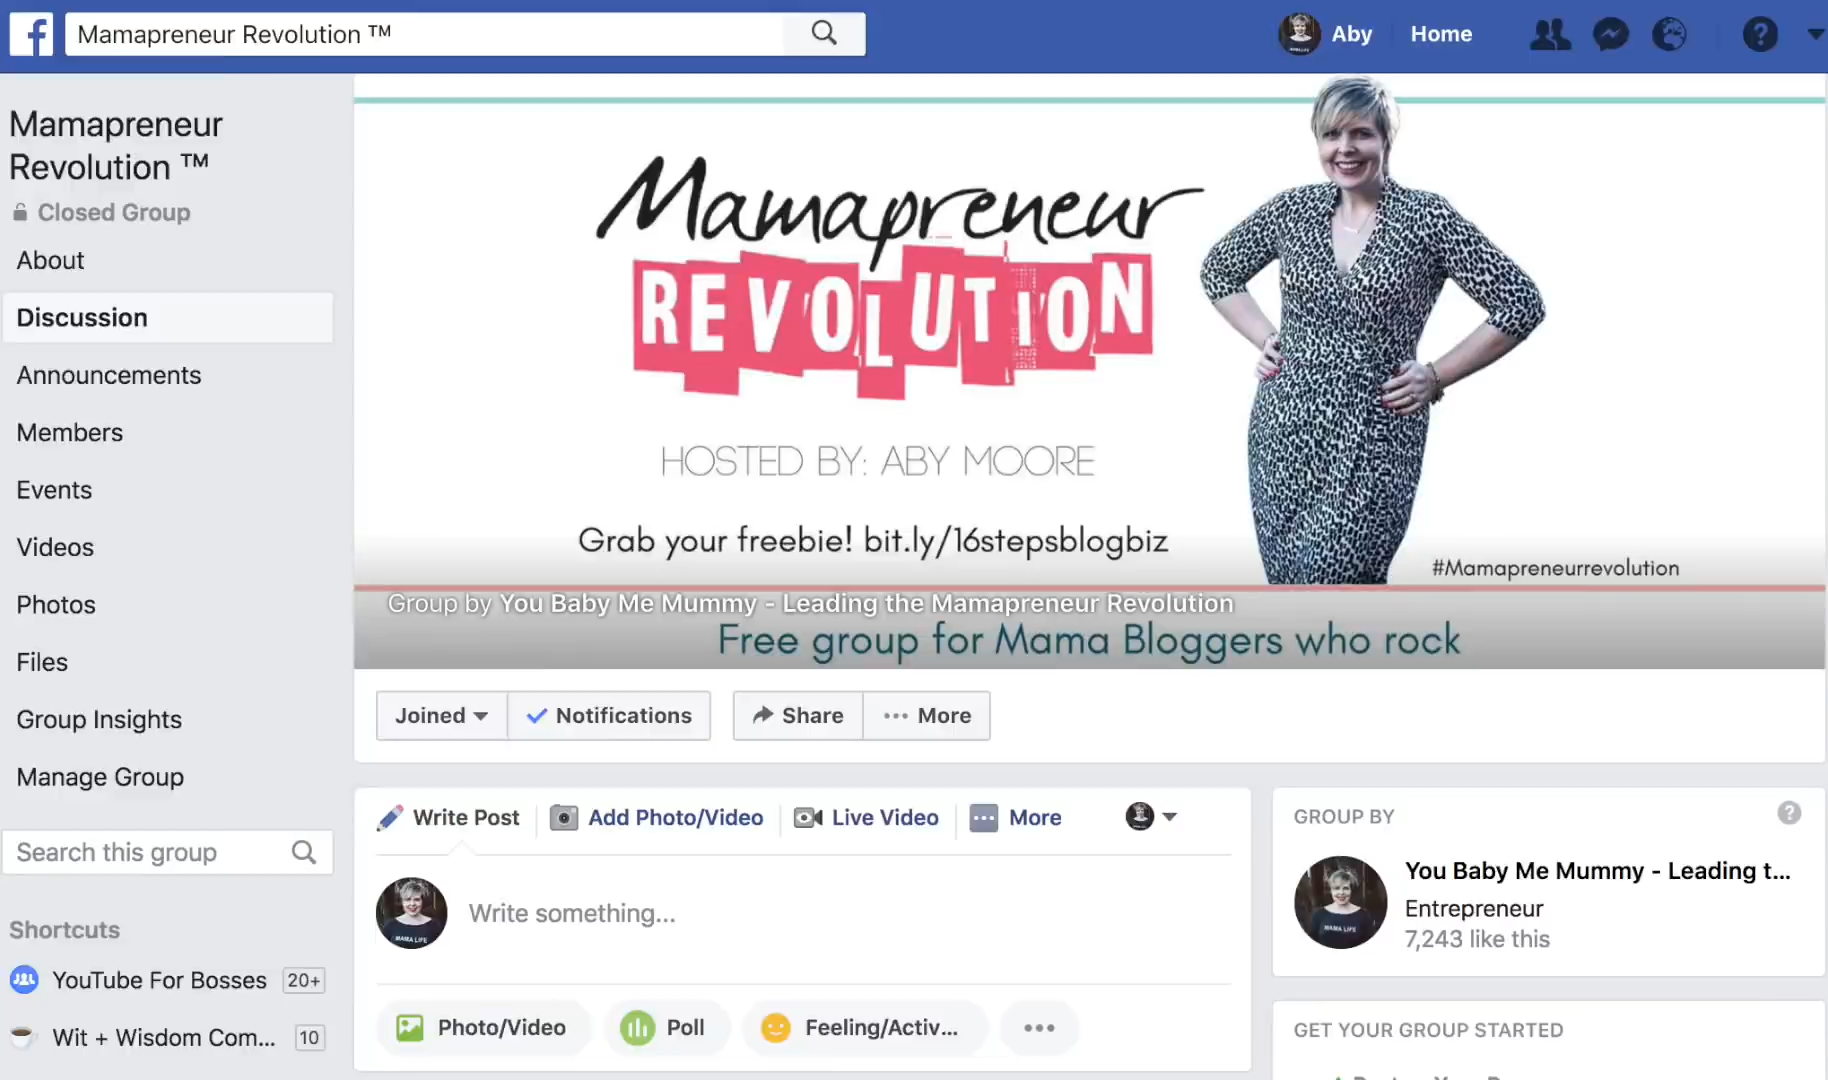 f Mamapreneur Revolution ™
Aby Home
Mamapreneur
Revolution ™
Closed Group
About
Discussion
Announcements
Members
Events
Videos
Photos
Files
Group Insights
Manage Group
Search this group
Shortcuts
YouTube For Bosses 20+
Wit + Wisdom Com... 10
Mamapreneur
REVOLUTION
HOSTED BY: ABY MOORE
Grab your freebie! bit.ly/16stepsblogbiz
#Mamapreneurrevolution
Group by You Baby Me Mummy - Leading the Mamapreneur Revolution
Free group for Mama Bloggers who rock
Joined Notifications Share More
Write Post Add Photo/Video Live Video More
Write something...
MAMA LIFE
Photo/Video Poll Feeling/Activ...
GROUP BY
You Baby Me Mummy - Leading t...
Entrepreneur
7,243 like this
MAMA LIFE
GET YOUR GROUP STARTED